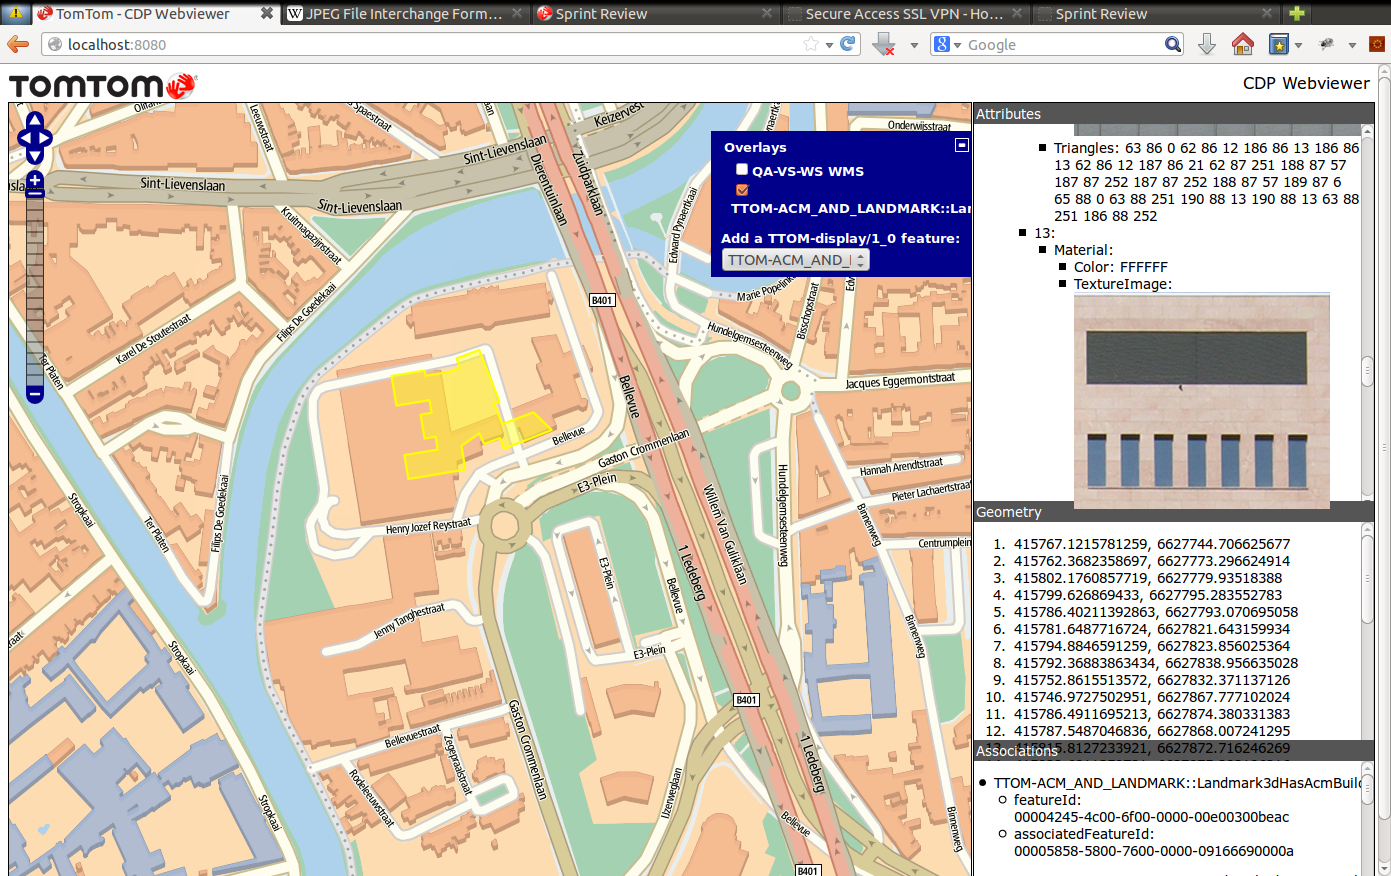 TomTom - CDP Webviewer
JPEG File Interchange Form...
Sprint Review
Secure Access SSL VPN - Ho...
Sprint Review
localhost:8080
Google
TOMTOM
CDP Webviewer
Leeuwstraat
Sint-Lievenslaan
Keizervest
Sint-Lievenslaan
Sint-Lievenslaan
Kruitmagazijnstraat
Dierentuinlaan
Zuidparklaan
Edward Pynaertkaai
Onderwijsstraat
Overlays
QA-VS-WS WMS
TTOM-ACM_AND_LANDMARK::Lar
Add a TTOM-display/1_0 feature:
TTOM-ACM_AND_l
Marie Popelin
Bisschopstraat
Filips De Goedekaai
Karel De Stoutestraat
Ter Platen
B401
Hundelgemsesteenweg
Jacques Eggermontstraat
Bellevue
Bellevue
Gaston Crommenlaan
E3-Plein
Hannah Arendtstraat
Pieter Lachaertstraat
Hundelgemsesteenweg
Binnenweg
Centrumplein
Stropkaai
Ter Platen
Filips De Goedekaai
Henry Jozef Reystraat
Willem Van Guliklaan
1 Ledeberg
E3-Plein
Bellevue
Jenny Tanghestraat
E3-Plein
Binnenweg
Stropkaai
B401
Gaston Crommenlaan
Bellevuestraat
Zegepraalstraat
1 Ledeberg
Rodeleeuwstraat
IJzerweglaan
Stropkaai
Bellevue
Binnenweg
B401
Attributes
Triangles: 63 86 0 62 86 12 186 86 13 186 86
13 62 86 12 187 86 21 62 87 251 188 87 57
187 87 252 187 87 252 188 87 57 189 87 6
65 88 0 63 88 251 190 88 13 190 88 13 63 88
251 186 88 252
13:
Material:
Color: FFFFFF
TextureImage:
Geometry
1. 415767.1215781259, 6627744.706625677
2. 415762.3682358697, 6627773.296624914
3. 415802.1760857719, 6627779.93518388
4. 415799.626869433, 6627795.283552783
5. 415786.40211392863, 6627793.070695058
6. 415781.6487716724, 6627821.643159934
7. 415794.8846591259, 6627823.856025364
8. 415792.36883863434, 6627838.956635028
9. 415752.8615513572, 6627832.371137126
10. 415746.9727502951, 6627867.777102024
11. 415786.4911695213, 6627874.380331383
12. 415787.5487046836, 6627868.007241295
Associations
TTOM-ACM_AND_LANDMARK::Landmark3dHasAcmBuild
featureId:
00004245-4c00-6f00-0000-00e00300beac
associatedFeatureId:
00005858-5800-7600-0000-09166690000a